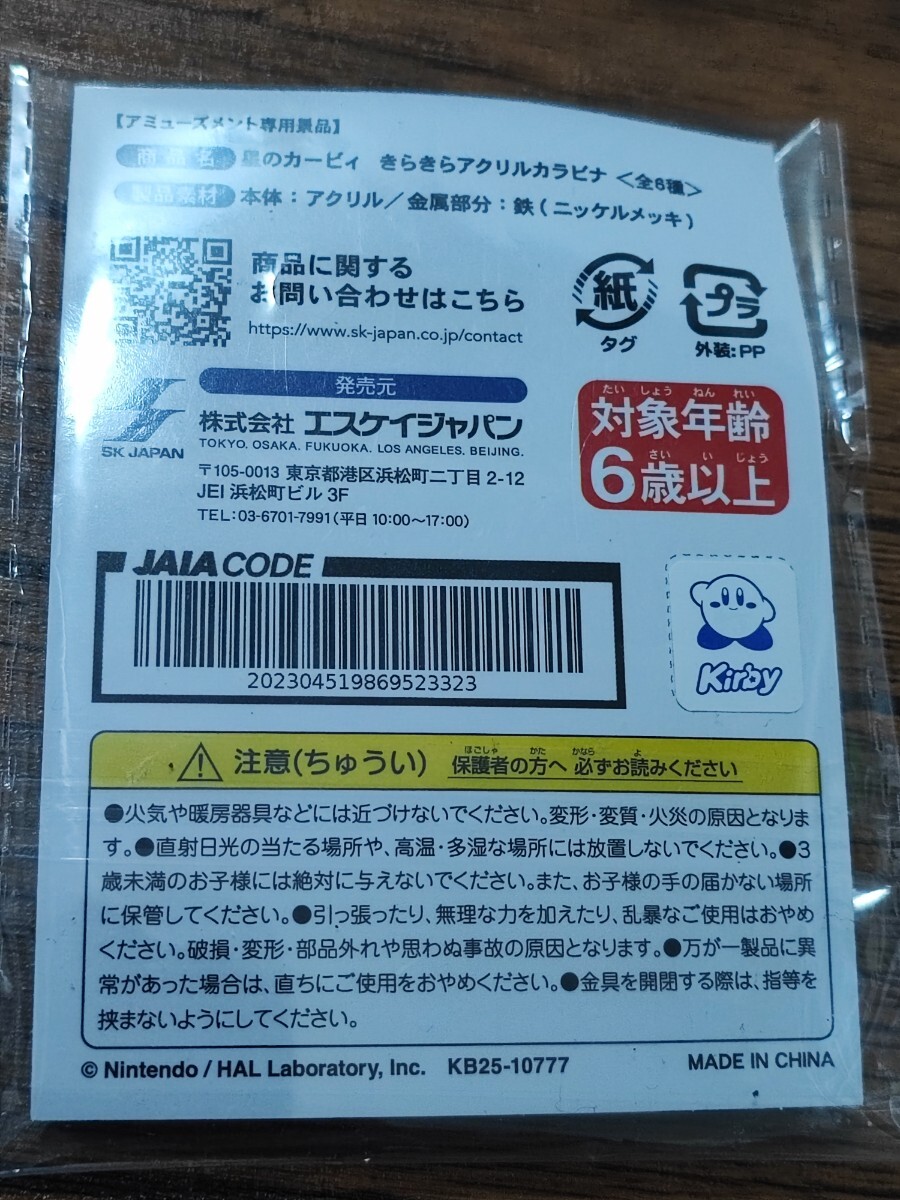 【アミューズメント専用景品】
商品名 星のカービィ きらきらアクリルカラビナ <全6種>
製品素材 本体：アクリル／金属部分：鉄(ニッケルメッキ)
商品に関する
お問い合わせはこちら
https://www.sk-japan.co.jp/contact
紙
タグ
プラ
外装:PP
SK JAPAN
発売元
株式会社 エスケイジャパン
TOKYO. OSAKA. FUKUOKA. LOS ANGELES. BEIJING.
〒105-0013 東京都港区浜松町二丁目2-12
JEI 浜松町ビル 3F
TEL:03-6701-7991(平日 10:00〜17:00)
たいしょうねんれい
対象年齢
さいいじょう
6歳以上
JAIA CODE
202304519869523323
Kirby
ほごしゃ かた かなら よ
注意(ちゅうい) 保護者の方へ 必ずお読みください
●火気や暖房器具などには近づけないでください。変形・変質・火災の原因となりま
す。●直射日光の当たる場所や、高温・多湿な場所には放置しないでください。●3
歳未満のお子様には絶対に与えないでください。また、お子様の手の届かない場所
に保管してください。●引っ張ったり、無理な力を加えたり、乱暴なご使用はおやめ
ください。破損・変形・部品外れや思わぬ事故の原因となります。●万が一製品に異
常があった場合は、直ちにご使用をおやめください。●金具を開閉する際は、指等を
挟まないようにしてください。
© Nintendo / HAL Laboratory, Inc. KB25-10777
MADE IN CHINA